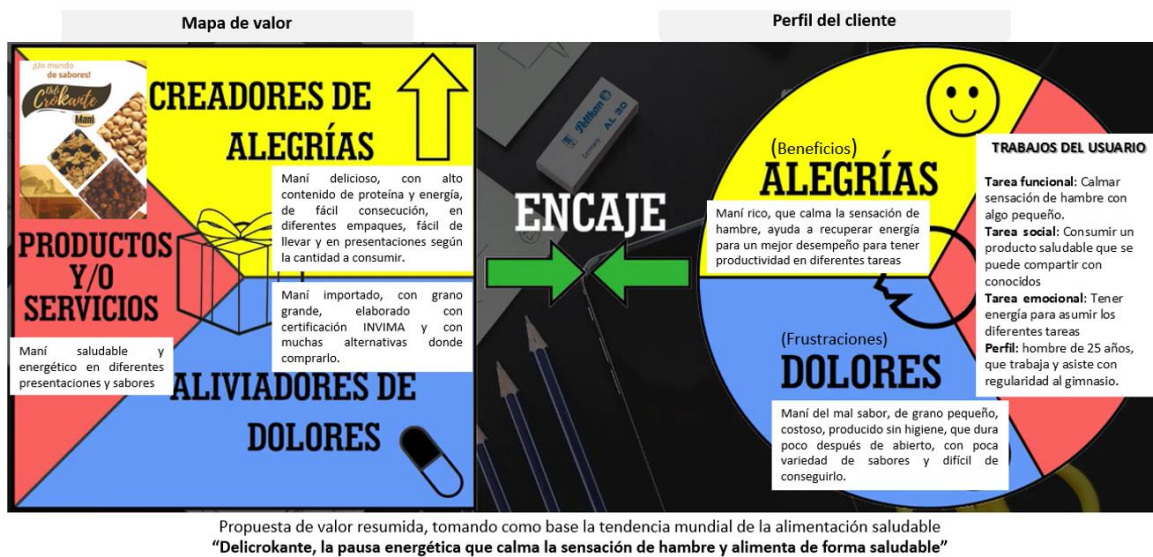 Mapa de valor
Perfil del cliente
¡Un mundo
de sabores!
Deli
Crokante
Maní
CREADORES DE
ALEGRÍAS
Maní delicioso, con alto
contenido de proteína y energía,
de fácil consecución, en
diferentes empaques, fácil de
llevar y en presentaciones según
la cantidad a consumir.
PRODUCTOS
Y/O
SERVICIOS
Maní saludable y
energético en diferentes
presentaciones y sabores
Maní importado, con grano
grande, elaborado con
certificación INVIMA y con
muchas alternativas donde
comprarlo.
ALIVIADORES DE
DOLORES
Pelikan
AL 30
Germany
ENCAJE
(Beneficios)
ALEGRÍAS
Maní rico, que calma la sensación de
hambre, ayuda a recuperar energía
para un mejor desempeño para tener
productividad en diferentes tareas
(Frustraciones)
DOLORES
Maní del mal sabor, de grano pequeño,
costoso, producido sin higiene, que dura
poco después de abierto, con poca
variedad de sabores y difícil de
conseguirlo.
TRABAJOS DEL USUARIO
Tarea funcional: Calmar
sensación de hambre con
algo pequeño.
Tarea social: Consumir un
producto saludable que se
puede compartir con
conocidos
Tarea emocional: Tener
energía para asumir los
diferentes tareas
Perfil: hombre de 25 años,
que trabaja y asiste con
regularidad al gimnasio.
Propuesta de valor resumida, tomando como base la tendencia mundial de la alimentación saludable
“Delicrokante, la pausa energética que calma la sensación de hambre y alimenta de forma saludable”